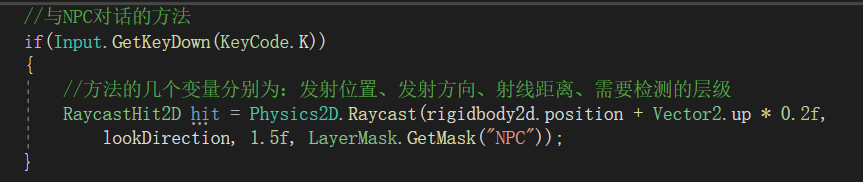 //与NPC对话的方法
if(Input.GetKeyDown(KeyCode.K))
{
//方法的几个变量分别为：发射位置、发射方向、射线距离、需要检测的层级
RaycastHit2D hit = Physics2D.Raycast(rigidbody2d.position + Vector2.up * 0.2f,
lookDirection, 1.5f, LayerMask.GetMask("NPC"));
}